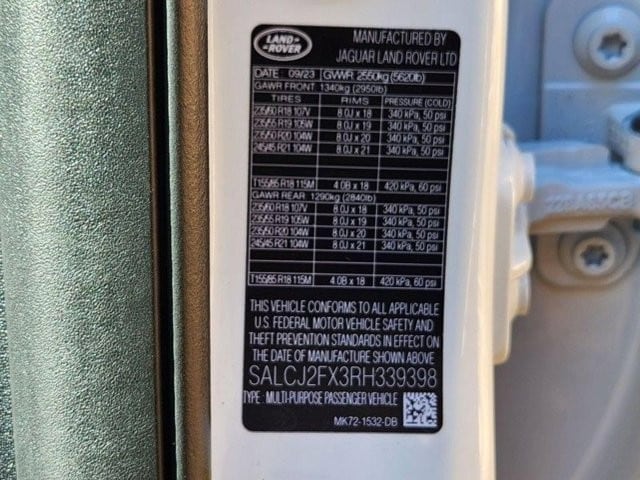 LAND-
-ROVER
MANUFACTURED BY
JAGUAR LAND ROVER LTD
DATE 09/23 GVWR 2550kg (5620lb)
GAWR FRONT 1340kg (2950lb)
TIRES RIMS PRESSURE (COLD)
235/60 R18 107V 8.0J x 18 340 kPa, 50 psi
235/55 R19 105W 8.0J x 19 340 kPa, 50 psi
235/50 R20 104W 8.0J x 20 340 kPa, 50 psi
245/45 R21 104W 8.0J x 21 340 kPa, 50 psi
T155/85 R18 115M 4.0B x 18 420 kPa, 60 psi
GAWR REAR 1290kg (2840lb)
235/60 R18 107V 8.0J x 18 340 kPa, 50 psi
235/55 R19 105W 8.0J x 19 340 kPa, 50 psi
235/50 R20 104W 8.0J x 20 340 kPa, 50 psi
245/45 R21 104W 8.0J x 21 340 kPa, 50 psi
T155/85 R18 115M 4.0B x 18 420 kPa, 60 psi
THIS VEHICLE CONFORMS TO ALL APPLICABLE
U.S. FEDERAL MOTOR VEHICLE SAFETY AND
THEFT PREVENTION STANDARDS IN EFFECT ON
THE DATE OF MANUFACTURE SHOWN ABOVE
SALCJ2FX3RH339398
TYPE : MULTI-PURPOSE PASSENGER VEHICLE
MK72-1532-DB